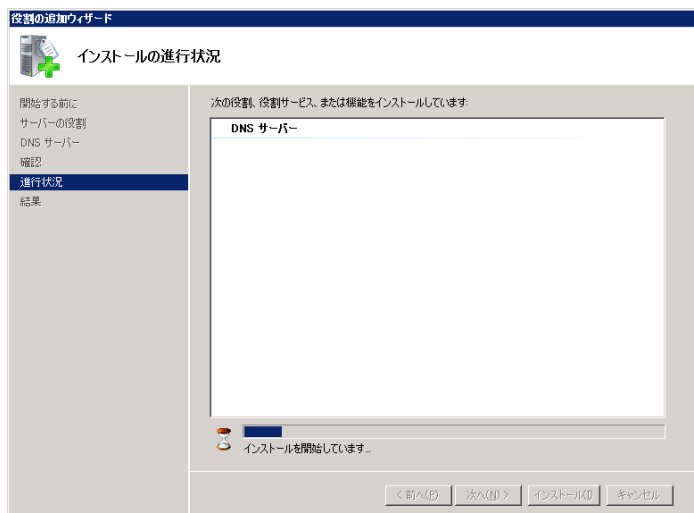 役割の追加ウィザード
インストールの進行状況
開始する前に
サーバーの役割
DNS サーバー
確認
進行状況
結果
次の役割、役割サービス、または機能をインストールしています:
DNS サーバー
インストールを開始しています...
< 前へ(P)
次へ(N) >
インストール(I)
キャンセル